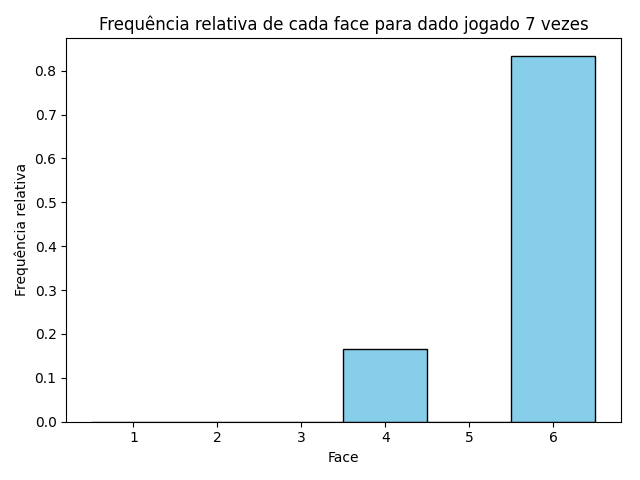 Frequência relativa de cada face para dado jogado 7 vezes
Frequência relativa
0.8
0.7
0.6
0.5
0.4
0.3
0.2
0.1
0.0
1 2 3 4 5 6
Face